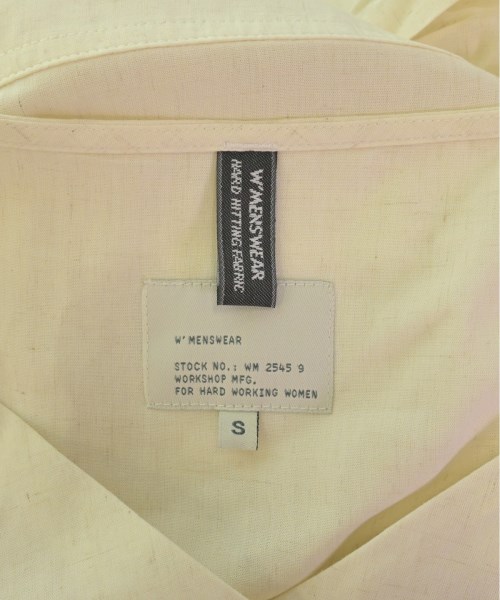 W'MENSWEAR
HARD HITTING FABRIC
W'MENSWEAR
STOCK NO.: WM 2545 9
WORKSHOP MFG.
FOR HARD WORKING WOMEN
S